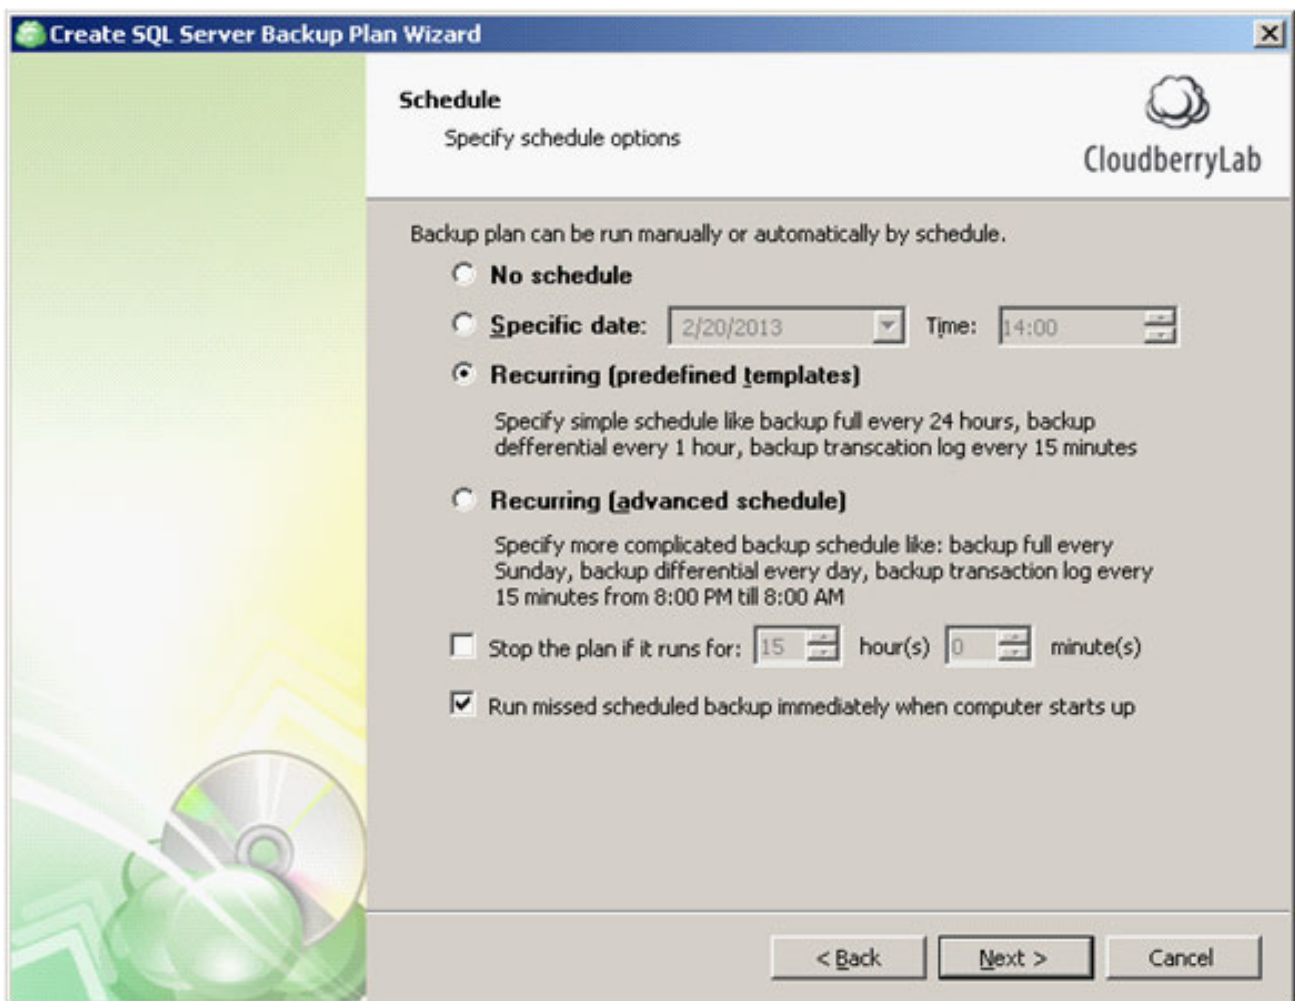 Create SQL Server Backup Plan Wizard
Schedule
Specify schedule options
CloudberryLab
Backup plan can be run manually or automatically by schedule.
No schedule
Specific date: 2/20/2013 Time: 14:00
Recurring (predefined templates)
Specify simple schedule like backup full every 24 hours, backup
defferential every 1 hour, backup transcation log every 15 minutes
Recurring (advanced schedule)
Specify more complicated backup schedule like: backup full every
Sunday, backup differential every day, backup transaction log every
15 minutes from 8:00 PM till 8:00 AM
Stop the plan if it runs for: 15 hour(s) 0 minute(s)
Run missed scheduled backup immediately when computer starts up
< Back Next > Cancel